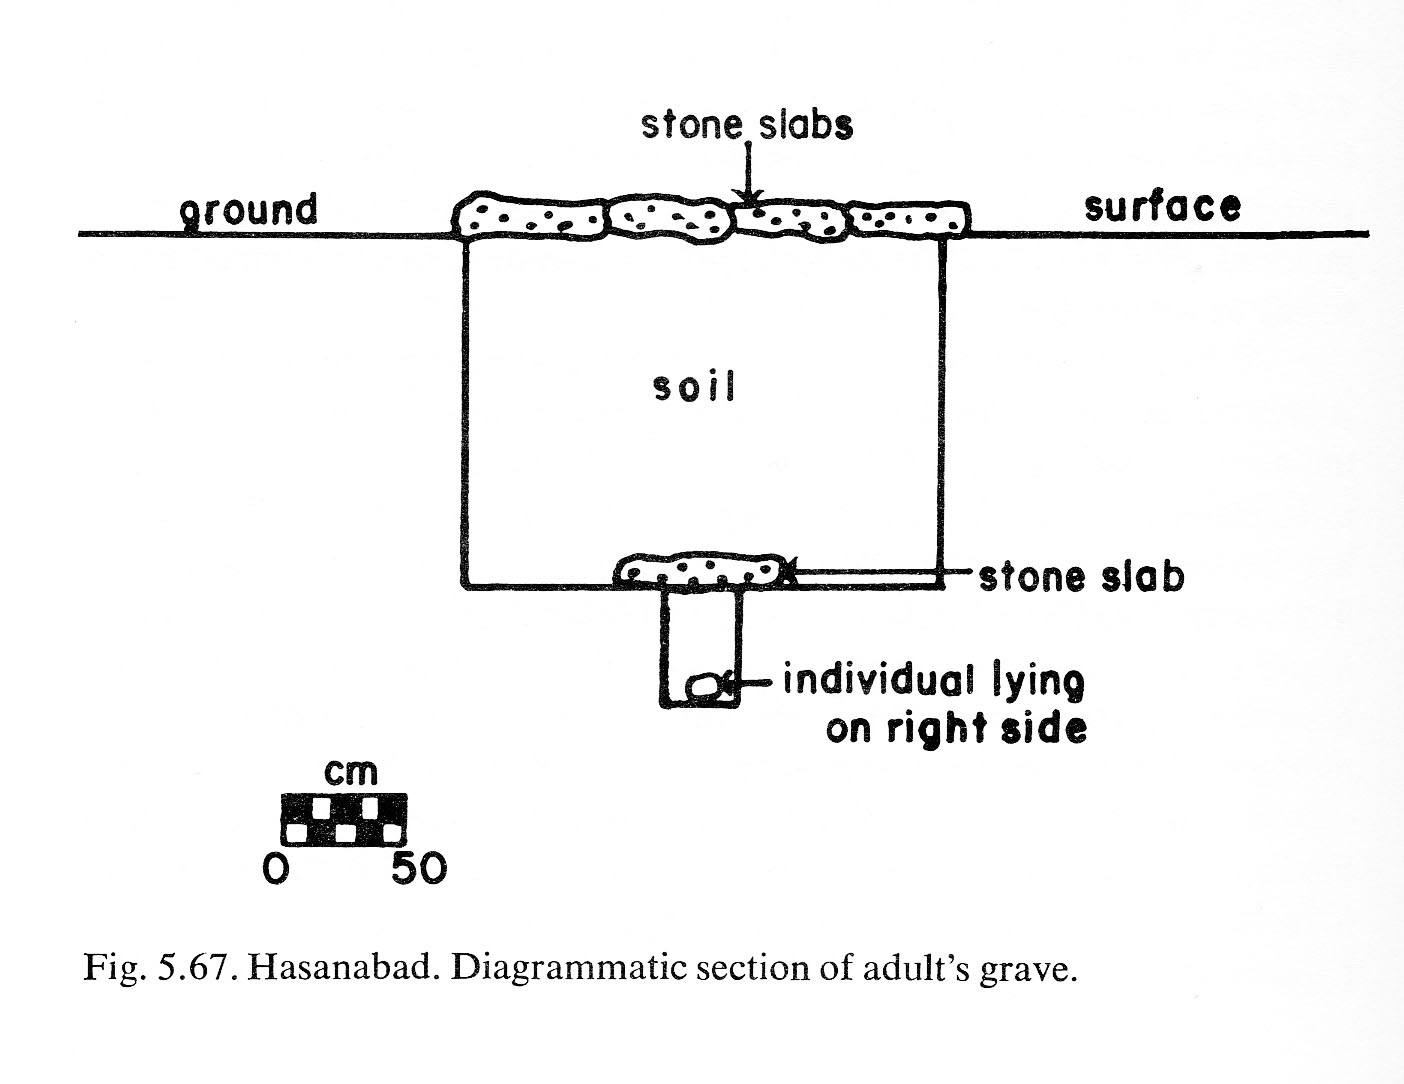 stone slabs
ground
surface
soil
stone slab
individual lying
on right side
cm
0 50
Fig. 5.67. Hasanabad. Diagrammatic section of adult's grave.